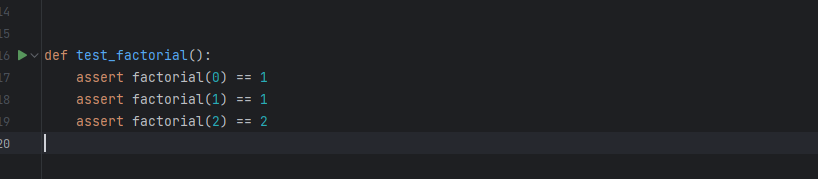 14
15
16 def test_factorial():
17     assert factorial(0) == 1
18     assert factorial(1) == 1
19     assert factorial(2) == 2
20